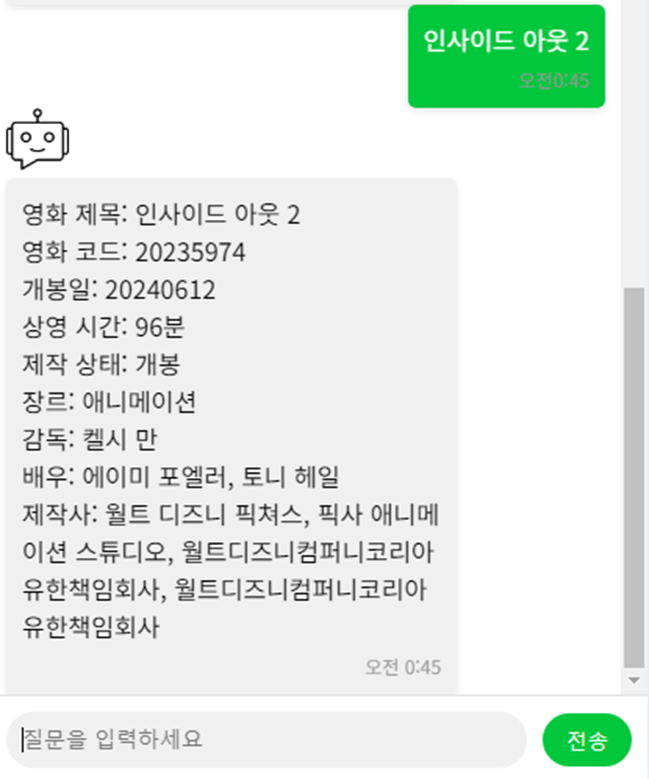 인사이드 아웃 2
오전0:45
영화 제목: 인사이드 아웃 2
영화 코드: 20235974
개봉일: 20240612
상영 시간: 96분
제작 상태: 개봉
장르: 애니메이션
감독: 켈시 만
배우: 에이미 포엘러, 토니 헤일
제작사: 월트 디즈니 픽쳐스, 픽사 애니메
이션 스튜디오, 월트디즈니컴퍼니코리아
유한책임회사, 월트디즈니컴퍼니코리아
유한책임회사
오전 0:45
질문을 입력하세요
전송